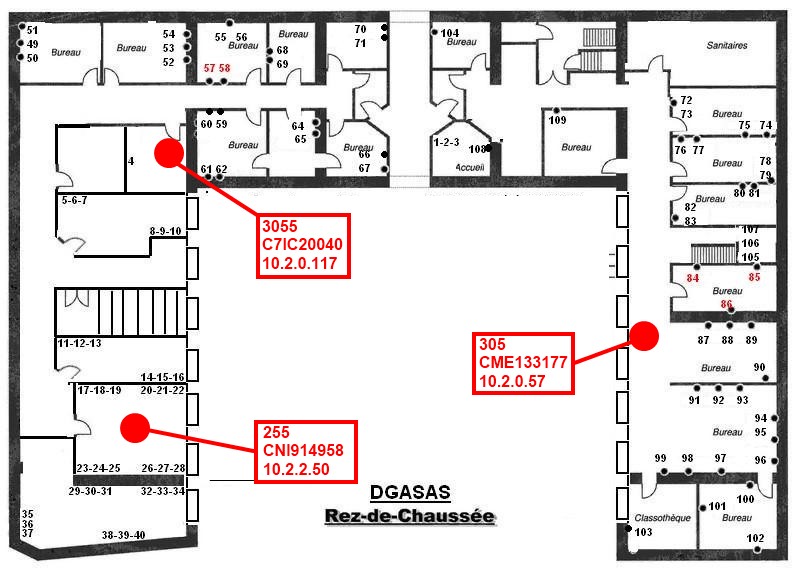 51
49
50
Bureau
Bureau
54
53
52
55 56
Bureau
57 58
Bureau
68
69
70
71
104
Bureau
Sanitaires
60 59
Bureau
61 62
64
65
Bureau
66
67
1-2-3
108
Accueil
109
Bureau
72
73
Bureau
75 74
76 77
Bureau
78
79
80 81
Bureau
82
83
107
106
105
84
85
Bureau
86
87 88 89
Bureau
90
91 92 93
94
Bureau
95
96
99 98 97
100
101
Classothèque
Bureau
103
102
4
5-6-7
8-9-10
11-12-13
14-15-16
17-18-19
20-21-22
23-24-25
26-27-28
29-30-31
32-33-34
35
36
37
38-39-40
3055
C7IC20040
10.2.0.117
305
CME133177
10.2.0.57
255
CNI914958
10.2.2.50
DGASAS
Rez-de-Chaussée